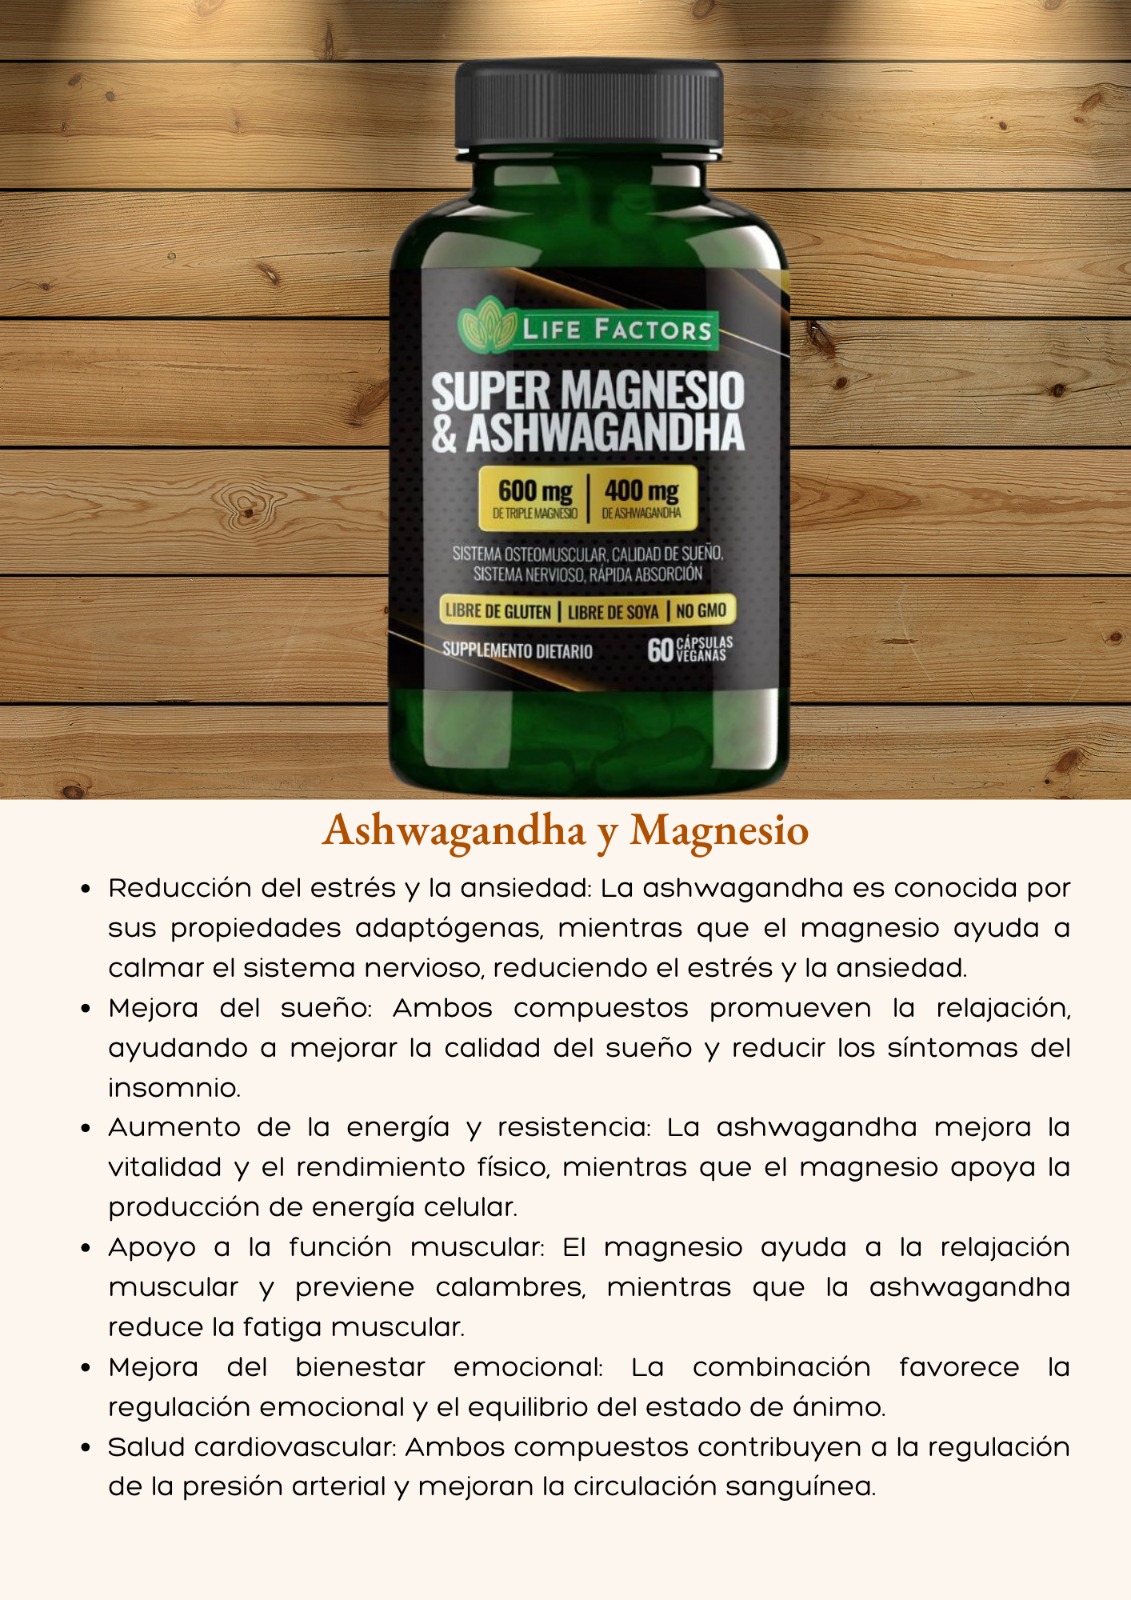 LIFE FACTORS
SUPER MAGNESIO
& ASHWAGANDHA
600 mg | 400 mg
DE TRIPLE MAGNESIO DE ASHWAGANDHA
SISTEMA OSTEOMUSCULAR, CALIDAD DE SUEÑO,
SISTEMA NERVIOSO, RÁPIDA ABSORCIÓN
LIBRE DE GLUTEN | LIBRE DE SOYA | NO GMO
SUPPLEMENTO DIETARIO 60 CÁPSULAS
VEGANAS
Ashwagandha y Magnesio
• Reducción del estrés y la ansiedad: La ashwagandha es conocida por
sus propiedades adaptógenas, mientras que el magnesio ayuda a
calmar el sistema nervioso, reduciendo el estrés y la ansiedad.
• Mejora del sueño: Ambos compuestos promueven la relajación,
ayudando a mejorar la calidad del sueño y reducir los síntomas del
insomnio.
• Aumento de la energía y resistencia: La ashwagandha mejora la
vitalidad y el rendimiento físico, mientras que el magnesio apoya la
producción de energía celular.
• Apoyo a la función muscular: El magnesio ayuda a la relajación
muscular y previene calambres, mientras que la ashwagandha
reduce la fatiga muscular.
• Mejora del bienestar emocional: La combinación favorece la
regulación emocional y el equilibrio del estado de ánimo.
• Salud cardiovascular: Ambos compuestos contribuyen a la regulación
de la presión arterial y mejoran la circulación sanguínea.